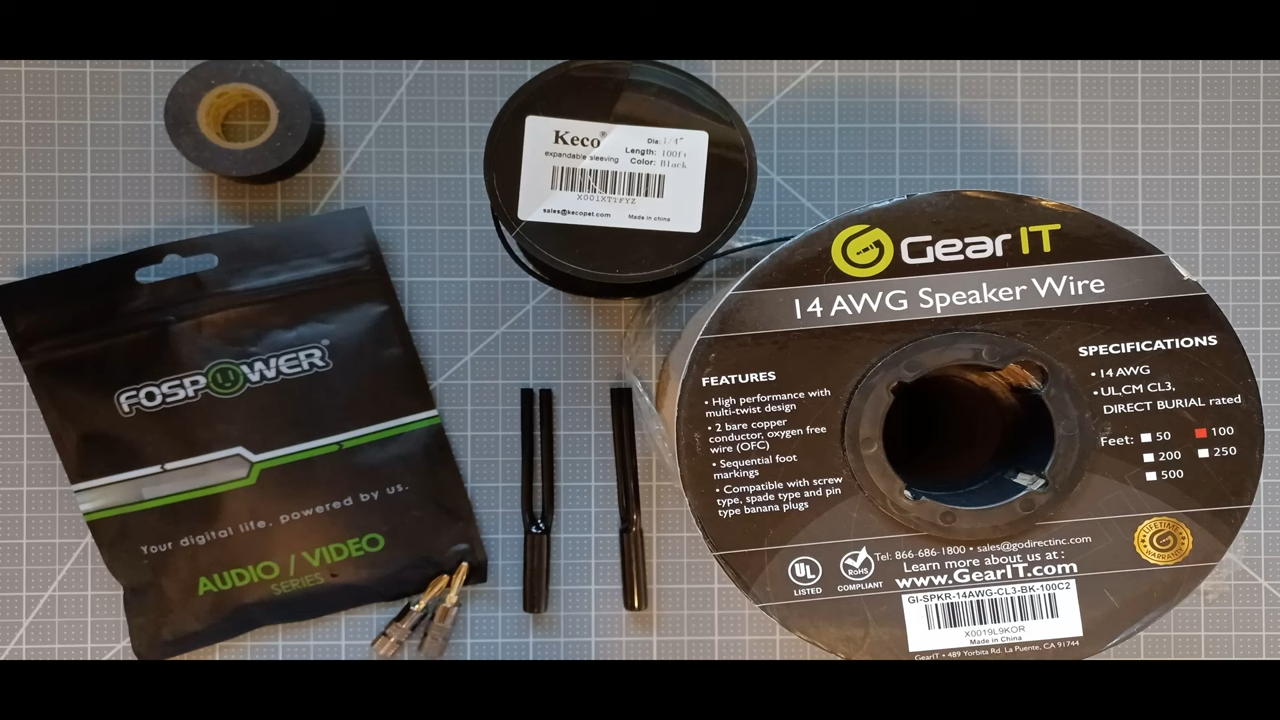 Keco®
expandable sleeving
Dia: 1/4"
Length: 100ft
Color: Black
X001XTTFYZ
sales@kecopet.com
Made in china
FOSPOWER®
Your digital life, powered by us.
AUDIO / VIDEO
SERIES
Gear IT
14 AWG Speaker Wire
FEATURES
• High performance with
multi-twist design
• 2 bare copper
conductor, oxygen free
wire (OFC)
• Sequential foot
markings
• Compatible with screw
type, spade type and pin
type banana plugs
SPECIFICATIONS
• 14 AWG
• UL,CM CL3,
DIRECT BURIAL rated
Feet: 50 100
200 250
500
UL
LISTED
RoHS
COMPLIANT
Tel: 866-686-1800 • sales@godirectinc.com
Learn more about us at:
www.GearIT.com
LIFETIME
WARRANTY
GI-SPKR-14AWG-CL3-BK-100C2
X0019L9KOR
Made in China
GearIT • 489 Yorbita Rd. La Puente, CA 91744